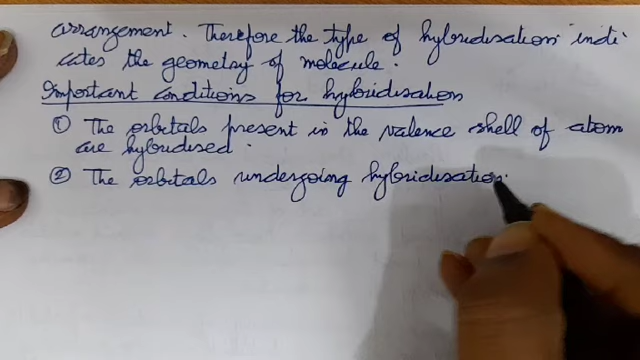 arrangement. Therefore the type of hybridisation indi-
cates the geometry of molecule.
Important conditions for hybridisation
① The orbitals present in the valence shell of atom
are hybridised.
② The orbitals undergoing hybridisation